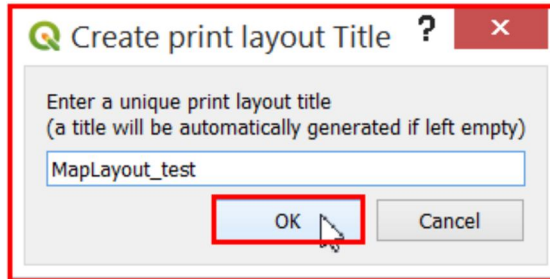 Create print layout Title ? ×
Enter a unique print layout title
(a title will be automatically generated if left empty)
MapLayout_test
OK Cancel